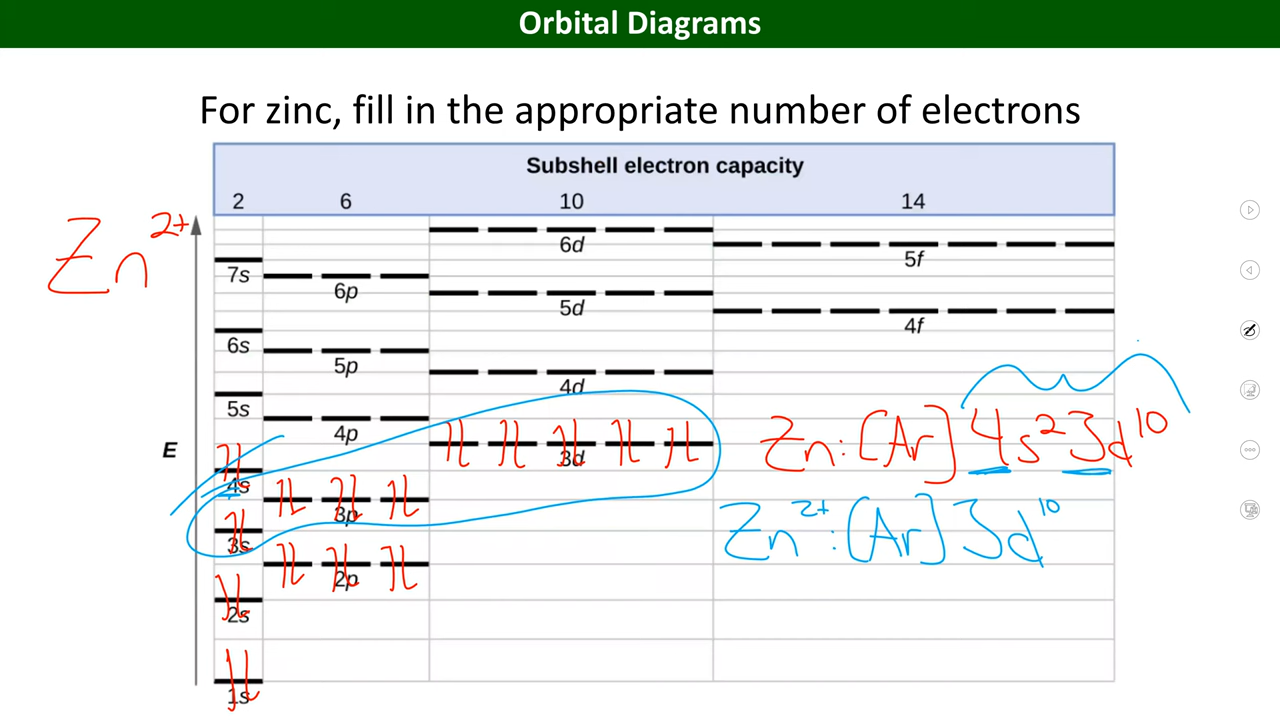 Orbital Diagrams
For zinc, fill in the appropriate number of electrons
Subshell electron capacity
2 6 10 14
Zn²⁺
6d
5f
7s
6p
5d
4f
6s
5p
4d
5s
4p
E
3d
Zn: [Ar] 4s² 3d¹⁰
4s
3p
Zn²⁺: [Ar] 3d¹⁰
3s
2p
2s
1s